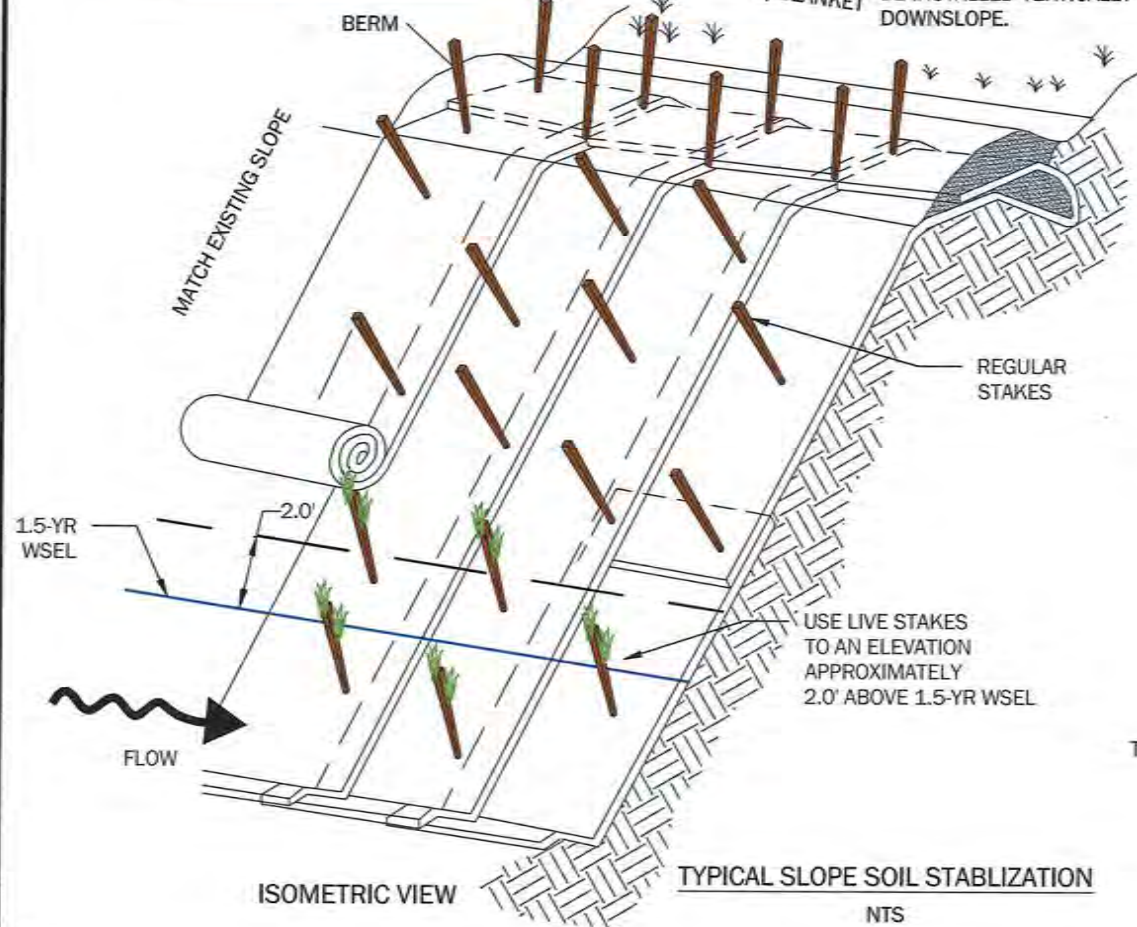 DOWNSLOPE.
BERM
MATCH EXISTING SLOPE
REGULAR
STAKES
2.0'
1.5-YR
WSEL
USE LIVE STAKES
TO AN ELEVATION
APPROXIMATELY
2.0' ABOVE 1.5-YR WSEL
FLOW
ISOMETRIC VIEW
TYPICAL SLOPE SOIL STABLIZATION
NTS